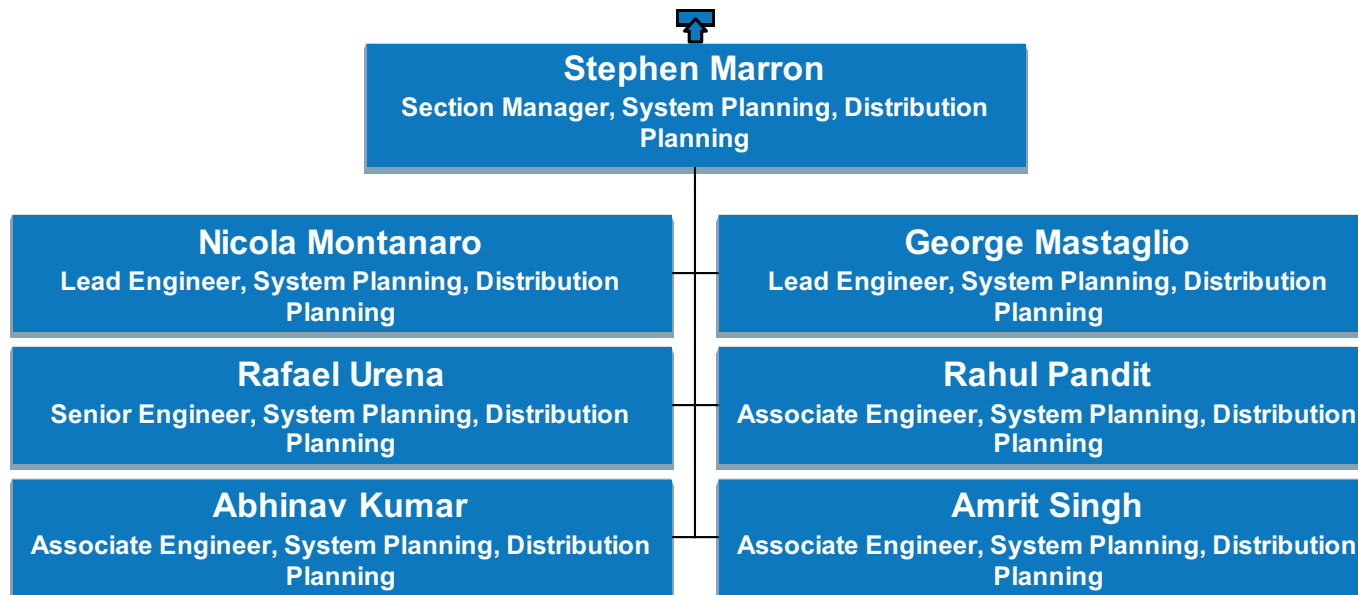 Stephen Marron
Section Manager, System Planning, Distribution
Planning
Nicola Montanaro
Lead Engineer, System Planning, Distribution
Planning
George Mastaglio
Lead Engineer, System Planning, Distribution
Planning
Rafael Urena
Senior Engineer, System Planning, Distribution
Planning
Rahul Pandit
Associate Engineer, System Planning, Distribution
Planning
Abhinav Kumar
Associate Engineer, System Planning, Distribution
Planning
Amrit Singh
Associate Engineer, System Planning, Distribution
Planning